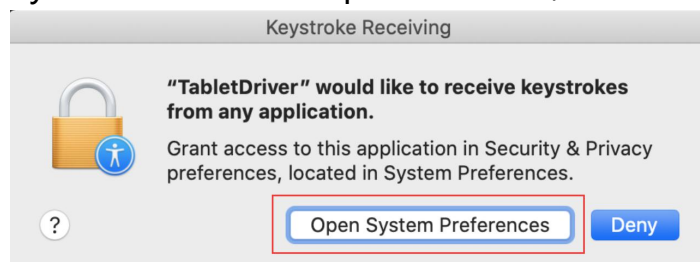 Keystroke Receiving
“TabletDriver” would like to receive keystrokes
from any application.
Grant access to this application in Security & Privacy
preferences, located in System Preferences.
?
Open System Preferences
Deny